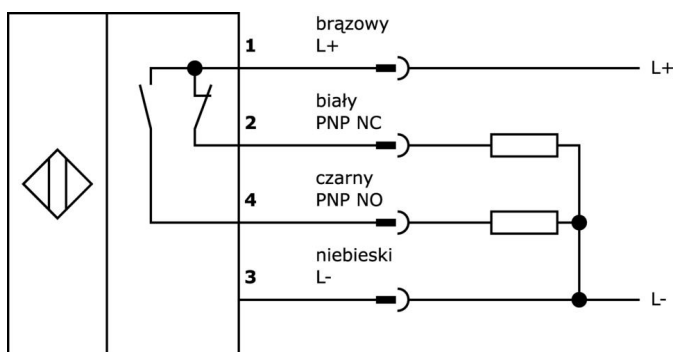 brązowy
1 L+ L+
biały
2 PNP NC
czarny
4 PNP NO
niebieski
3 L- L-